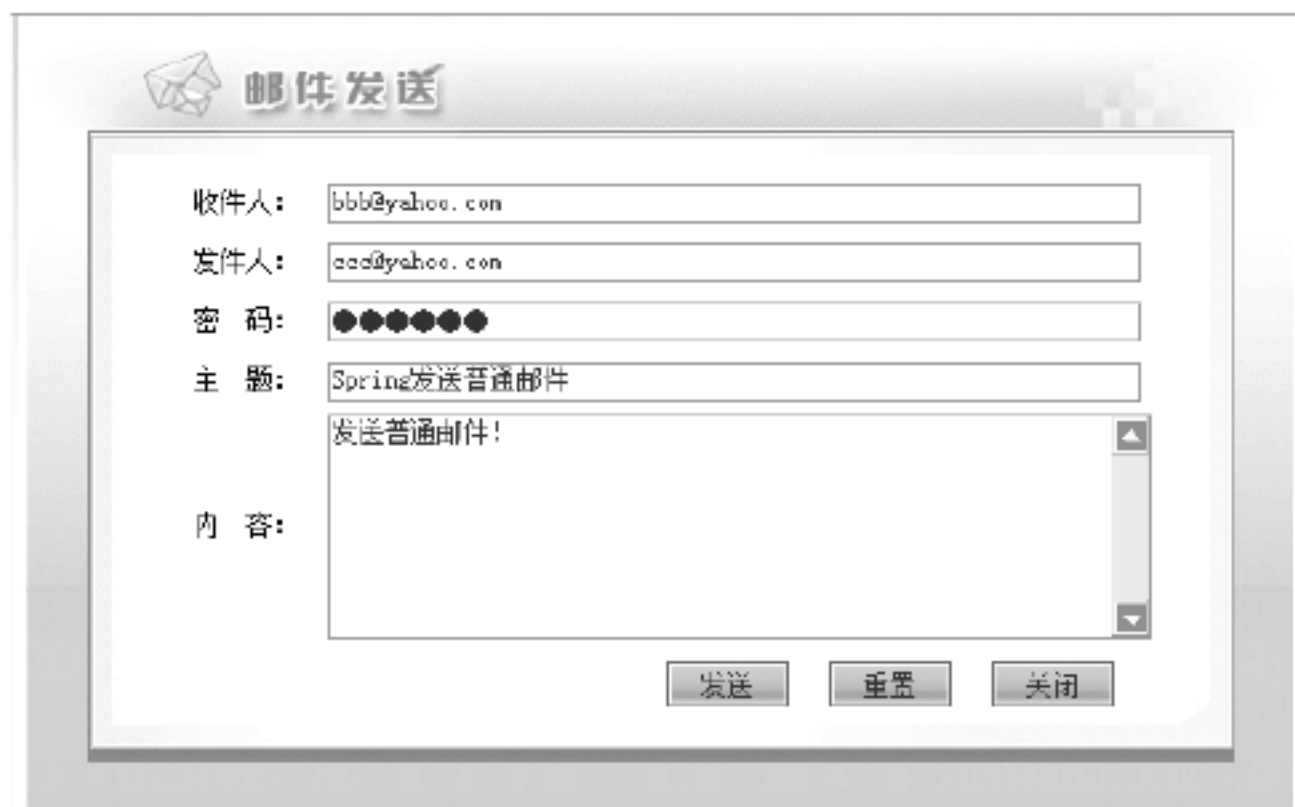 邮件发送
收件人： bbb@yahoo.com
发件人： ccc@yahoo.com
密 码： ●●●●●●
主 题： Spring发送普通邮件
发送普通邮件！
内 容：
发送 重置 关闭